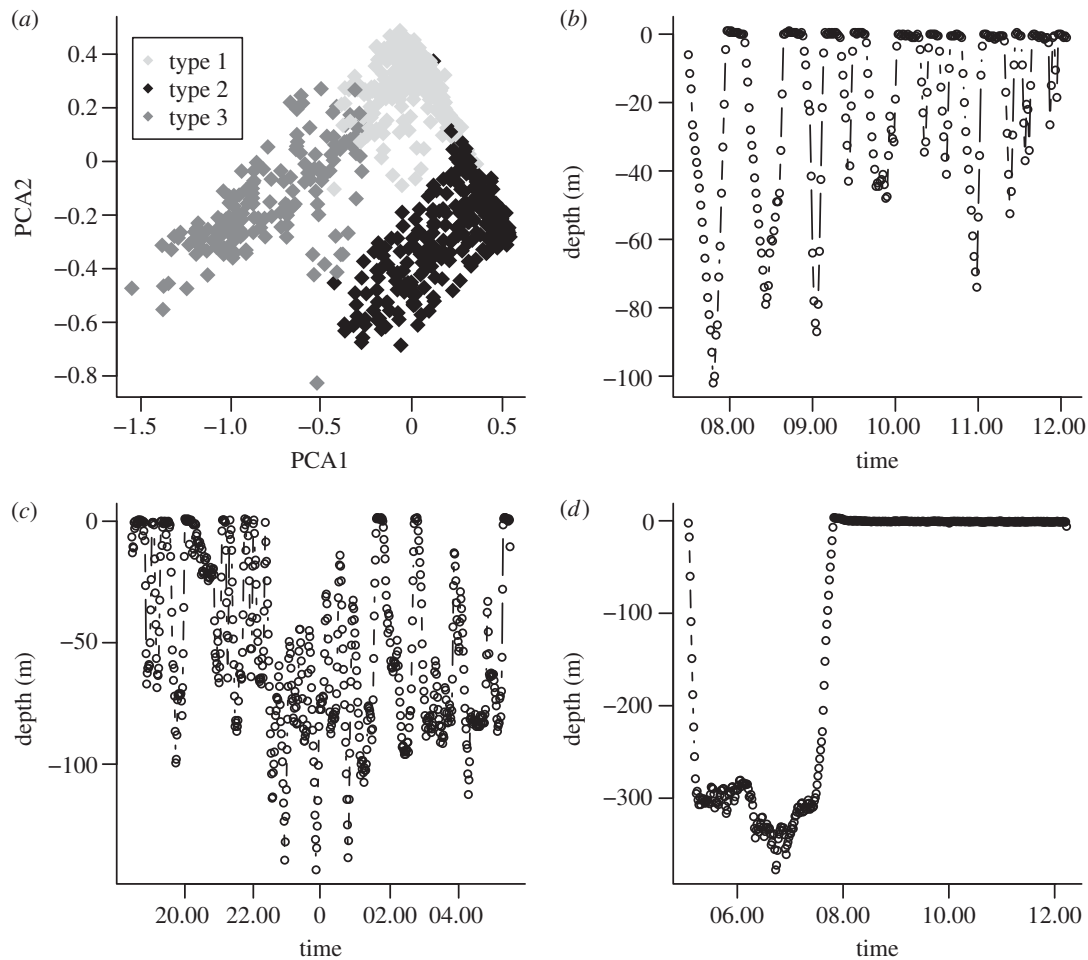 (a)
type 1
type 2
type 3
0.4
0.2
0
−0.2
−0.4
−0.6
−0.8
PCA2
−1.5 −1.0 −0.5 0 0.5
PCA1
(b)
0
−20
−40
−60
−80
−100
depth (m)
08.00 09.00 10.00 11.00 12.00
time
(c)
0
−50
−100
depth (m)
20.00 22.00 0 02.00 04.00
time
(d)
0
−100
−200
−300
depth (m)
06.00 08.00 10.00 12.00
time